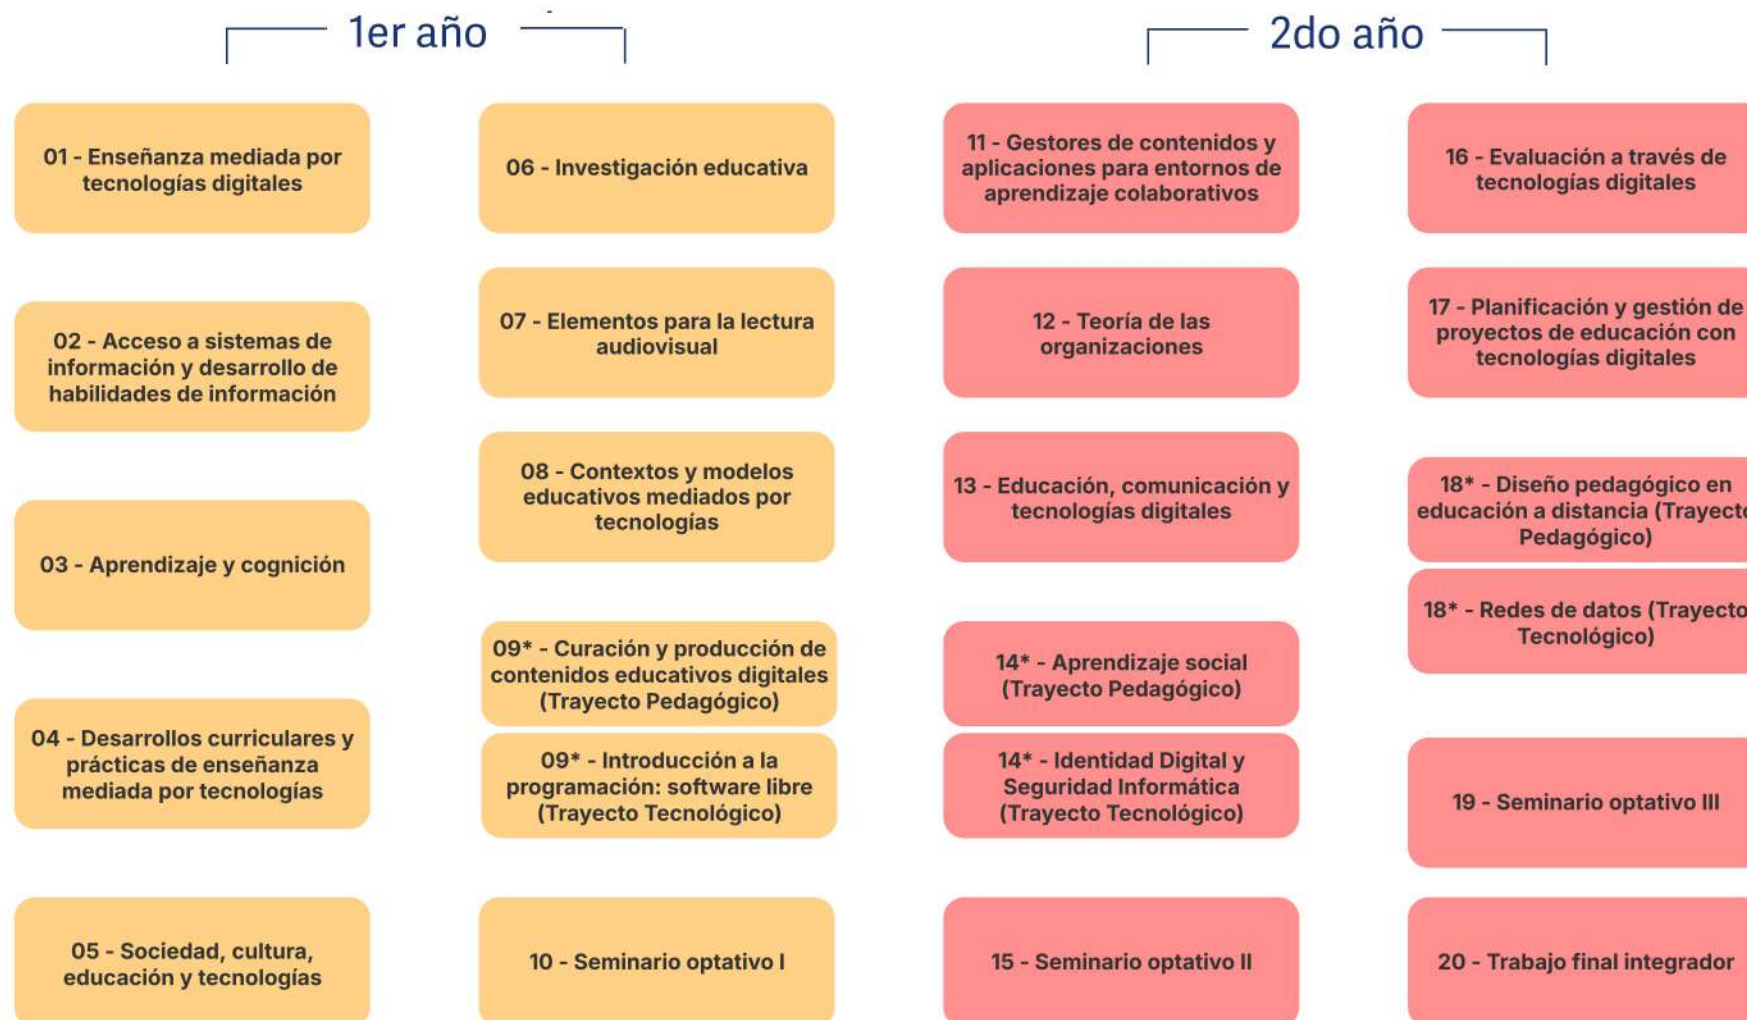 1er año
01 - Enseñanza mediada por
tecnologías digitales
02 - Acceso a sistemas de
información y desarrollo de
habilidades de información
03 - Aprendizaje y cognición
04 - Desarrollos curriculares y
prácticas de enseñanza
mediada por tecnologías
05 - Sociedad, cultura,
educación y tecnologías
06 - Investigación educativa
07 - Elementos para la lectura
audiovisual
08 - Contextos y modelos
educativos mediados por
tecnologías
09* - Curación y producción de
contenidos educativos digitales
(Trayecto Pedagógico)
09* - Introducción a la
programación: software libre
(Trayecto Tecnológico)
10 - Seminario optativo I
2do año
11 - Gestores de contenidos y
aplicaciones para entornos de
aprendizaje colaborativos
12 - Teoría de las
organizaciones
13 - Educación, comunicación y
tecnologías digitales
14* - Aprendizaje social
(Trayecto Pedagógico)
14* - Identidad Digital y
Seguridad Informática
(Trayecto Tecnológico)
15 - Seminario optativo II
16 - Evaluación a través de
tecnologías digitales
17 - Planificación y gestión de
proyectos de educación con
tecnologías digitales
18* - Diseño pedagógico en
educación a distancia (Trayecto
Pedagógico)
18* - Redes de datos (Trayecto
Tecnológico)
19 - Seminario optativo III
20 - Trabajo final integrador